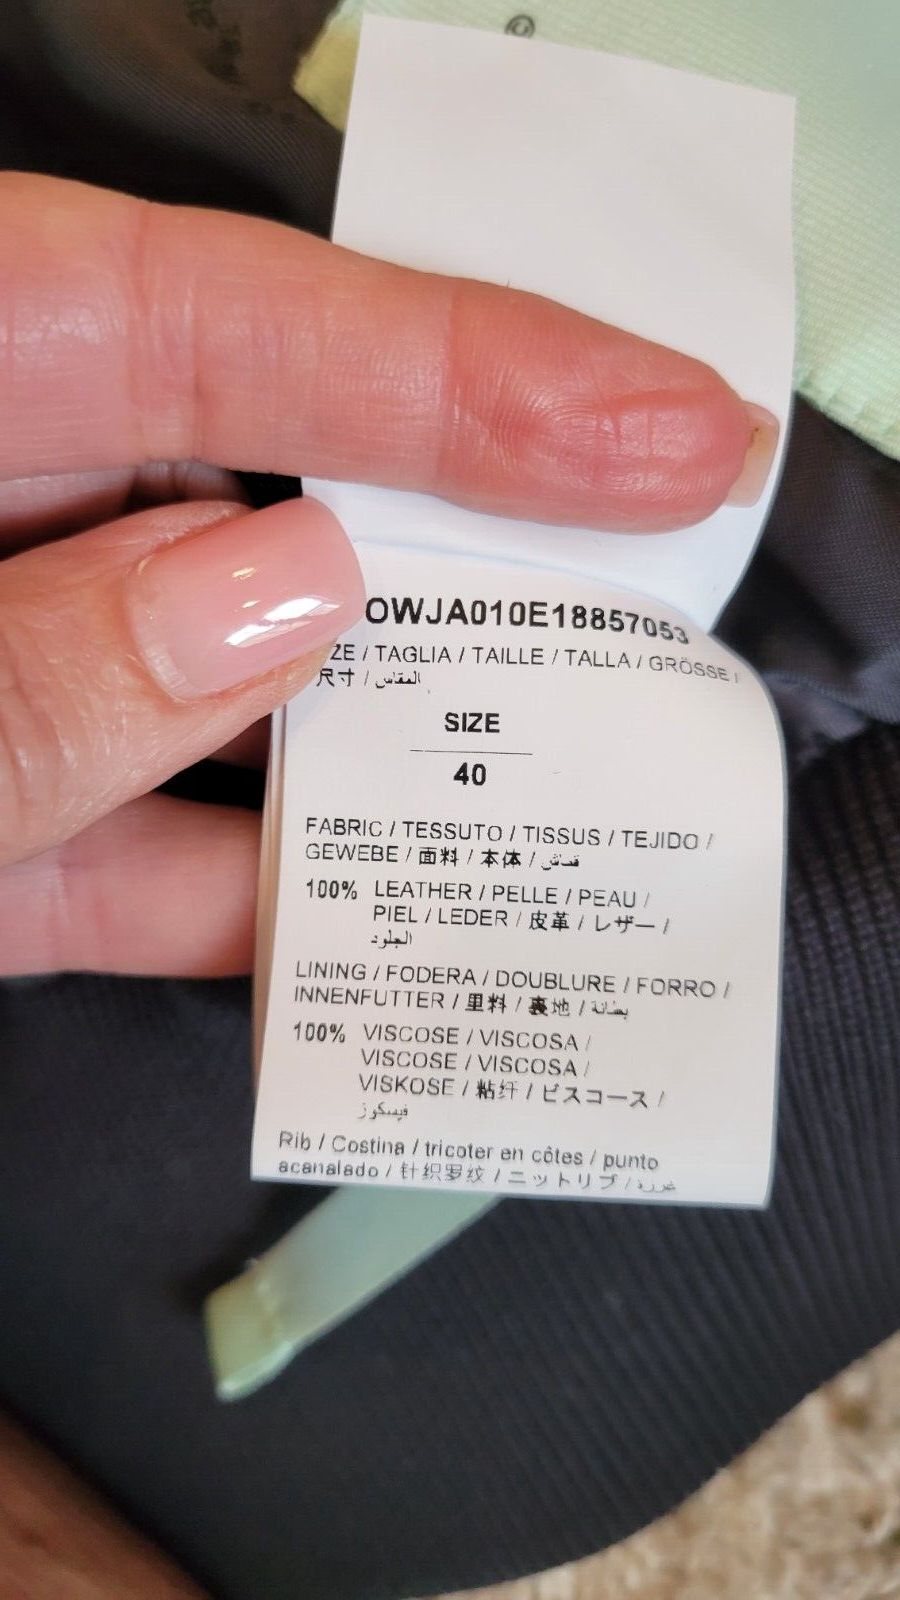 OWJA010E18857053
ZE / TAGLIA / TAILLE / TALLA / GRÖSSE /
尺寸 / المقاس
SIZE
40
FABRIC / TESSUTO / TISSUS / TEJIDO /
GEWEBE / 面料 / 本体 / قماش
100% LEATHER / PELLE / PEAU /
PIEL / LEDER / 皮革 / レザー /
الجلود
LINING / FODERA / DOUBLURE / FORRO /
INNENFUTTER / 里料 / 裏地 / بطانة
100% VISCOSE / VISCOSA /
VISCOSE / VISCOSA /
VISKOSE / 粘纤 / ビスコース /
فيسكوز
Rib / Costina / tricoter en côtes / punto
acanalado / 针织罗纹 / ニットリブ /